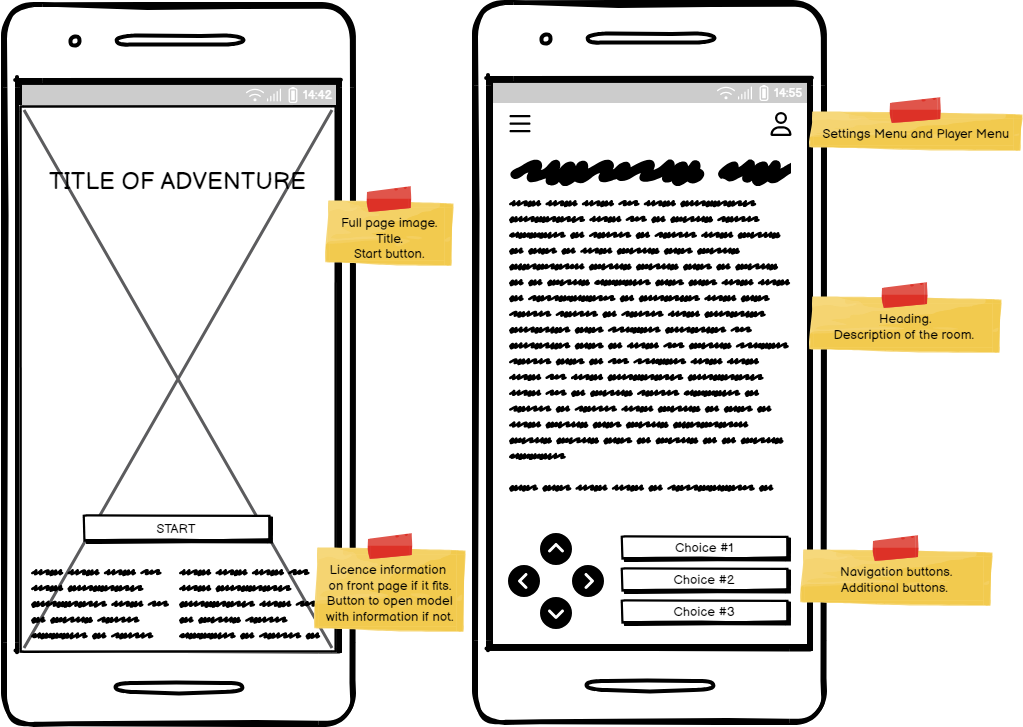 14:42
TITLE OF ADVENTURE
Full page image.
Title.
Start button.
START
Licence information
on front page if it fits.
Button to open model
with information if not.
14:55
Settings Menu and Player Menu
Heading.
Description of the room.
Choice #1
Choice #2
Choice #3
Navigation buttons.
Additional buttons.